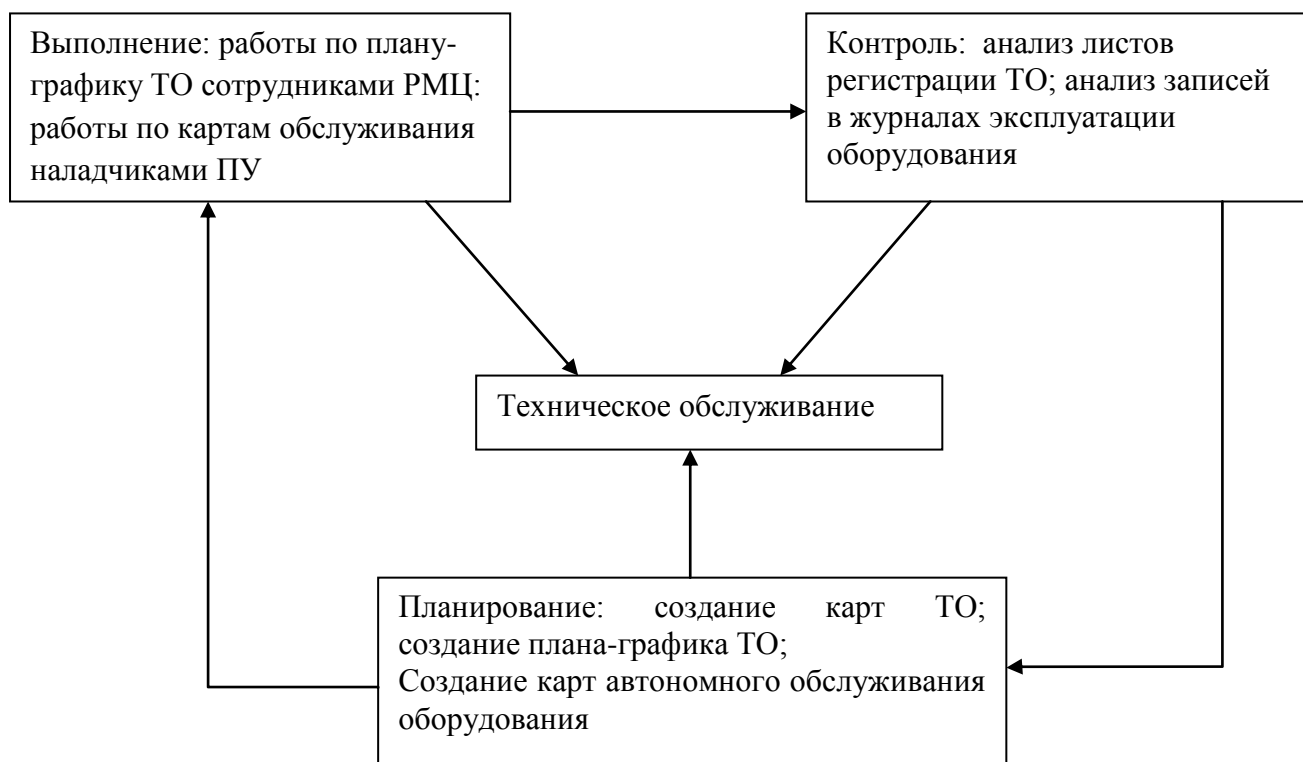 Выполнение: работы по плану-
графику ТО сотрудниками РМЦ:
работы по картам обслуживания
наладчиками ПУ
Контроль: анализ листов
регистрации ТО; анализ записей
в журналах эксплуатации
оборудования
Техническое обслуживание
Планирование: создание карт ТО;
создание плана-графика ТО;
Создание карт автономного обслуживания
оборудования